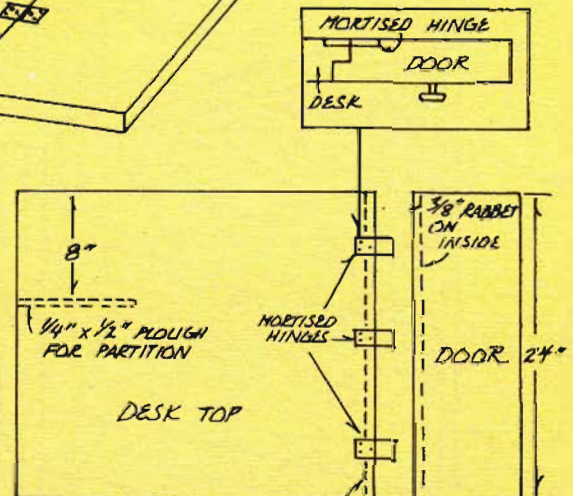 MORTISED HINGE
DOOR
DESK
8"
1/4" x 1/2" PLOUGH
FOR PARTITION
MORTISED
HINGES
3/8" RABBET
ON
INSIDE
DOOR
24"
DESK TOP